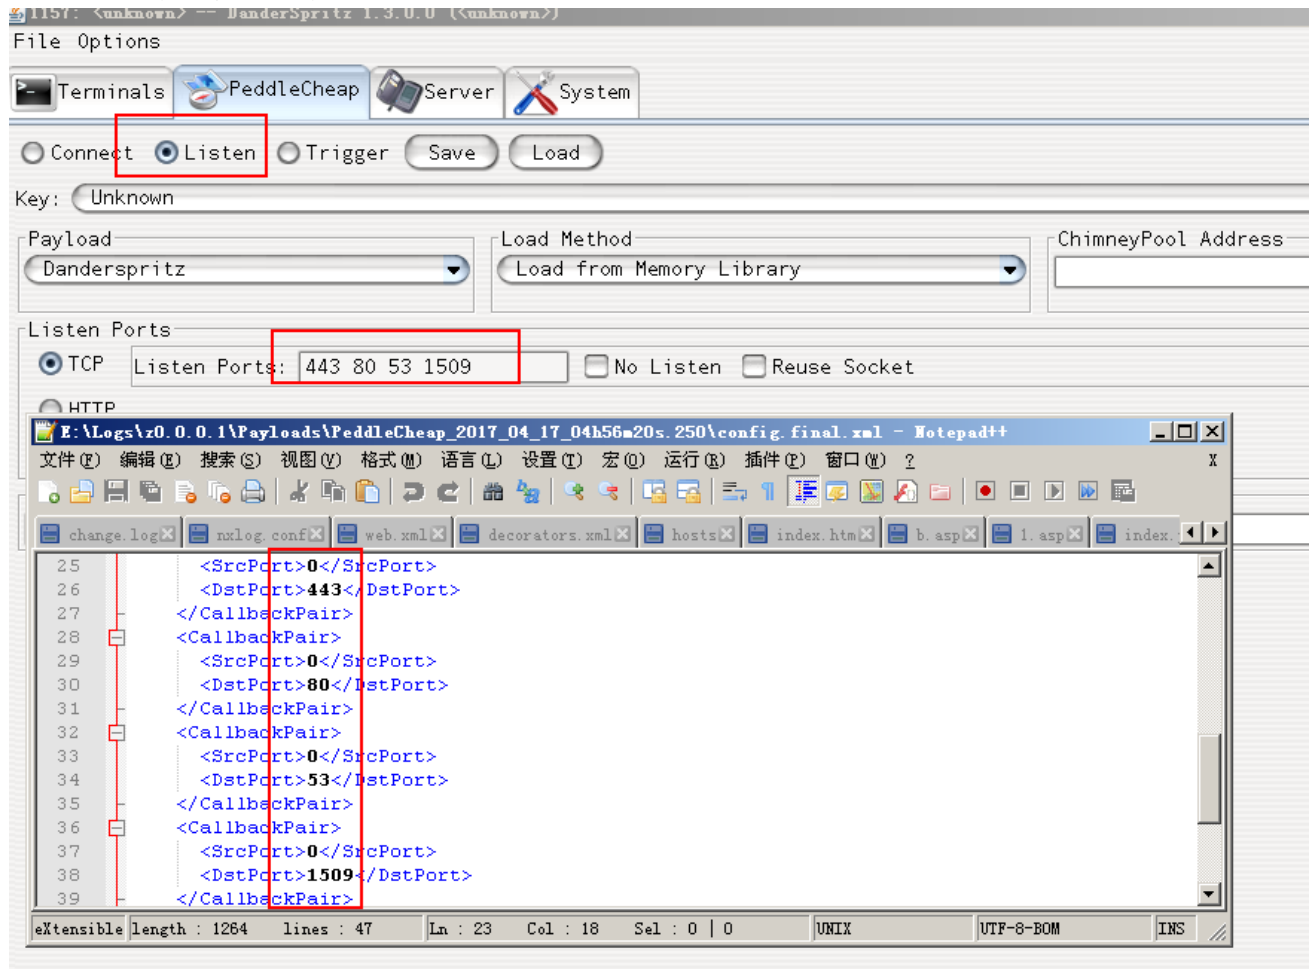 1157: <unknown> -- DanderSpritz 1.3.0.0 (<unknown>)
File Options
Terminals PeddleCheap Server System
Connect Listen Trigger Save Load
Key: Unknown
Payload Load Method ChimneyPool Address
Danderspritz Load from Memory Library
Listen Ports
TCP Listen Ports: 443 80 53 1509 No Listen Reuse Socket
HTTP
E:\Logs\z0.0.0.1\Payloads\PeddleCheap_2017_04_17_04h56m20s.250\config.final.xml - Notepad++
文件(F) 编辑(E) 搜索(S) 视图(V) 格式(M) 语言(L) 设置(T) 宏(O) 运行(R) 插件(P) 窗口(W) ? X
change.log nxlog.conf web.xml decorators.xml hosts index.htm b.asp 1.asp index.
25 <SrcPort>0</SrcPort>
26 <DstPort>443</DstPort>
27 </CallbackPair>
28 <CallbackPair>
29 <SrcPort>0</SrcPort>
30 <DstPort>80</DstPort>
31 </CallbackPair>
32 <CallbackPair>
33 <SrcPort>0</SrcPort>
34 <DstPort>53</DstPort>
35 </CallbackPair>
36 <CallbackPair>
37 <SrcPort>0</SrcPort>
38 <DstPort>1509</DstPort>
39 </CallbackPair>
eXtensible length : 1264 lines : 47 Ln : 23 Col : 18 Sel : 0 | 0 UNIX UTF-8-BOM INS